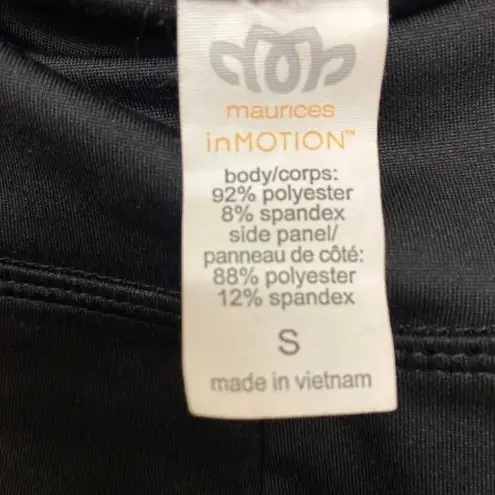 maurices
inMOTION™
body/corps:
92% polyester
8% spandex
side panel/
panneau de côté:
88% polyester
12% spandex
S
made in vietnam